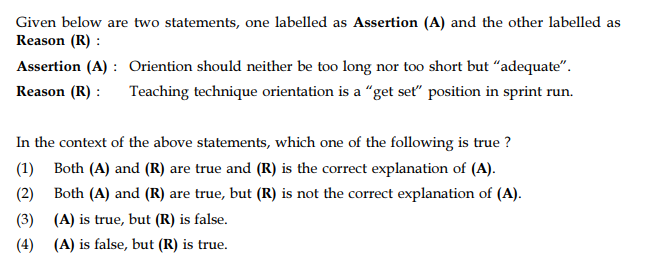 Given below are two statements, one labelled as Assertion (A) and the other labelled as
Reason (R) :
Assertion (A) : Oriention should neither be too long nor too short but “adequate”.
Reason (R) : Teaching technique orientation is a “get set” position in sprint run.
In the context of the above statements, which one of the following is true ?
(1) Both (A) and (R) are true and (R) is the correct explanation of (A).
(2) Both (A) and (R) are true, but (R) is not the correct explanation of (A).
(3) (A) is true, but (R) is false.
(4) (A) is false, but (R) is true.